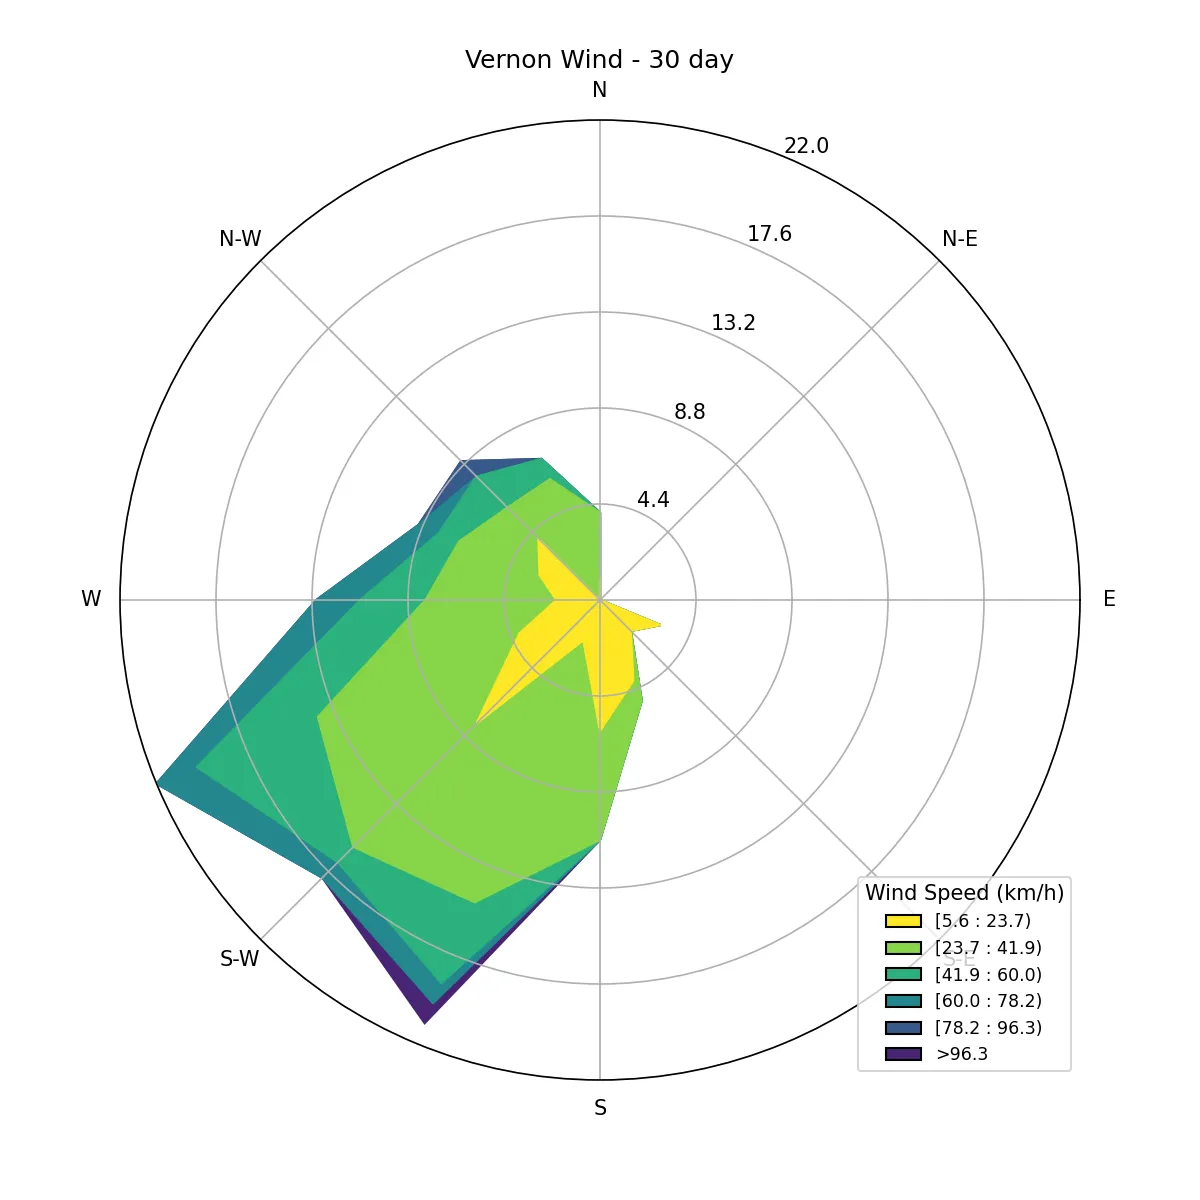 Vernon Wind - 30 day
N
22.0
17.6
N-W
N-E
13.2
8.8
4.4
W
E
Wind Speed (km/h)
[5.6 : 23.7)
[23.7 : 41.9)
S-W
S-E
[41.9 : 60.0)
[60.0 : 78.2)
[78.2 : 96.3)
>96.3
S